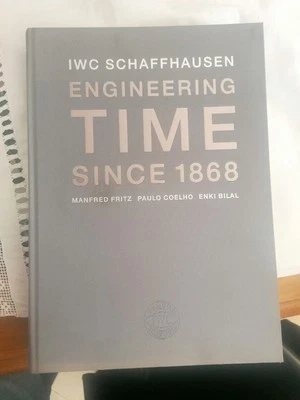 IWC SCHAFFHAUSEN
ENGINEERING
TIME
SINCE 1868
MANFRED FRITZ PAULO COELHO ENKI BILAL